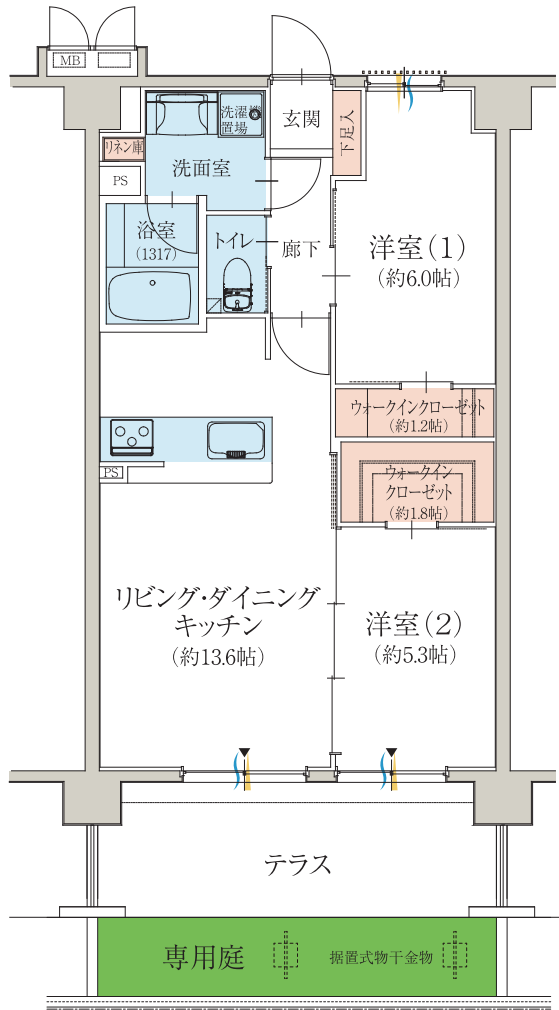 MB
洗濯機
置場
玄関
下足入
リネン庫
洗面室
PS
浴室
(1317)
トイレ
廊下
洋室(1)
(約6.0帖)
ウォークインクローゼット
(約1.2帖)
PS
ウォークイン
クローゼット
(約1.8帖)
リビング・ダイニング
キッチン
(約13.6帖)
洋室(2)
(約5.3帖)
テラス
専用庭
据置式物干金物